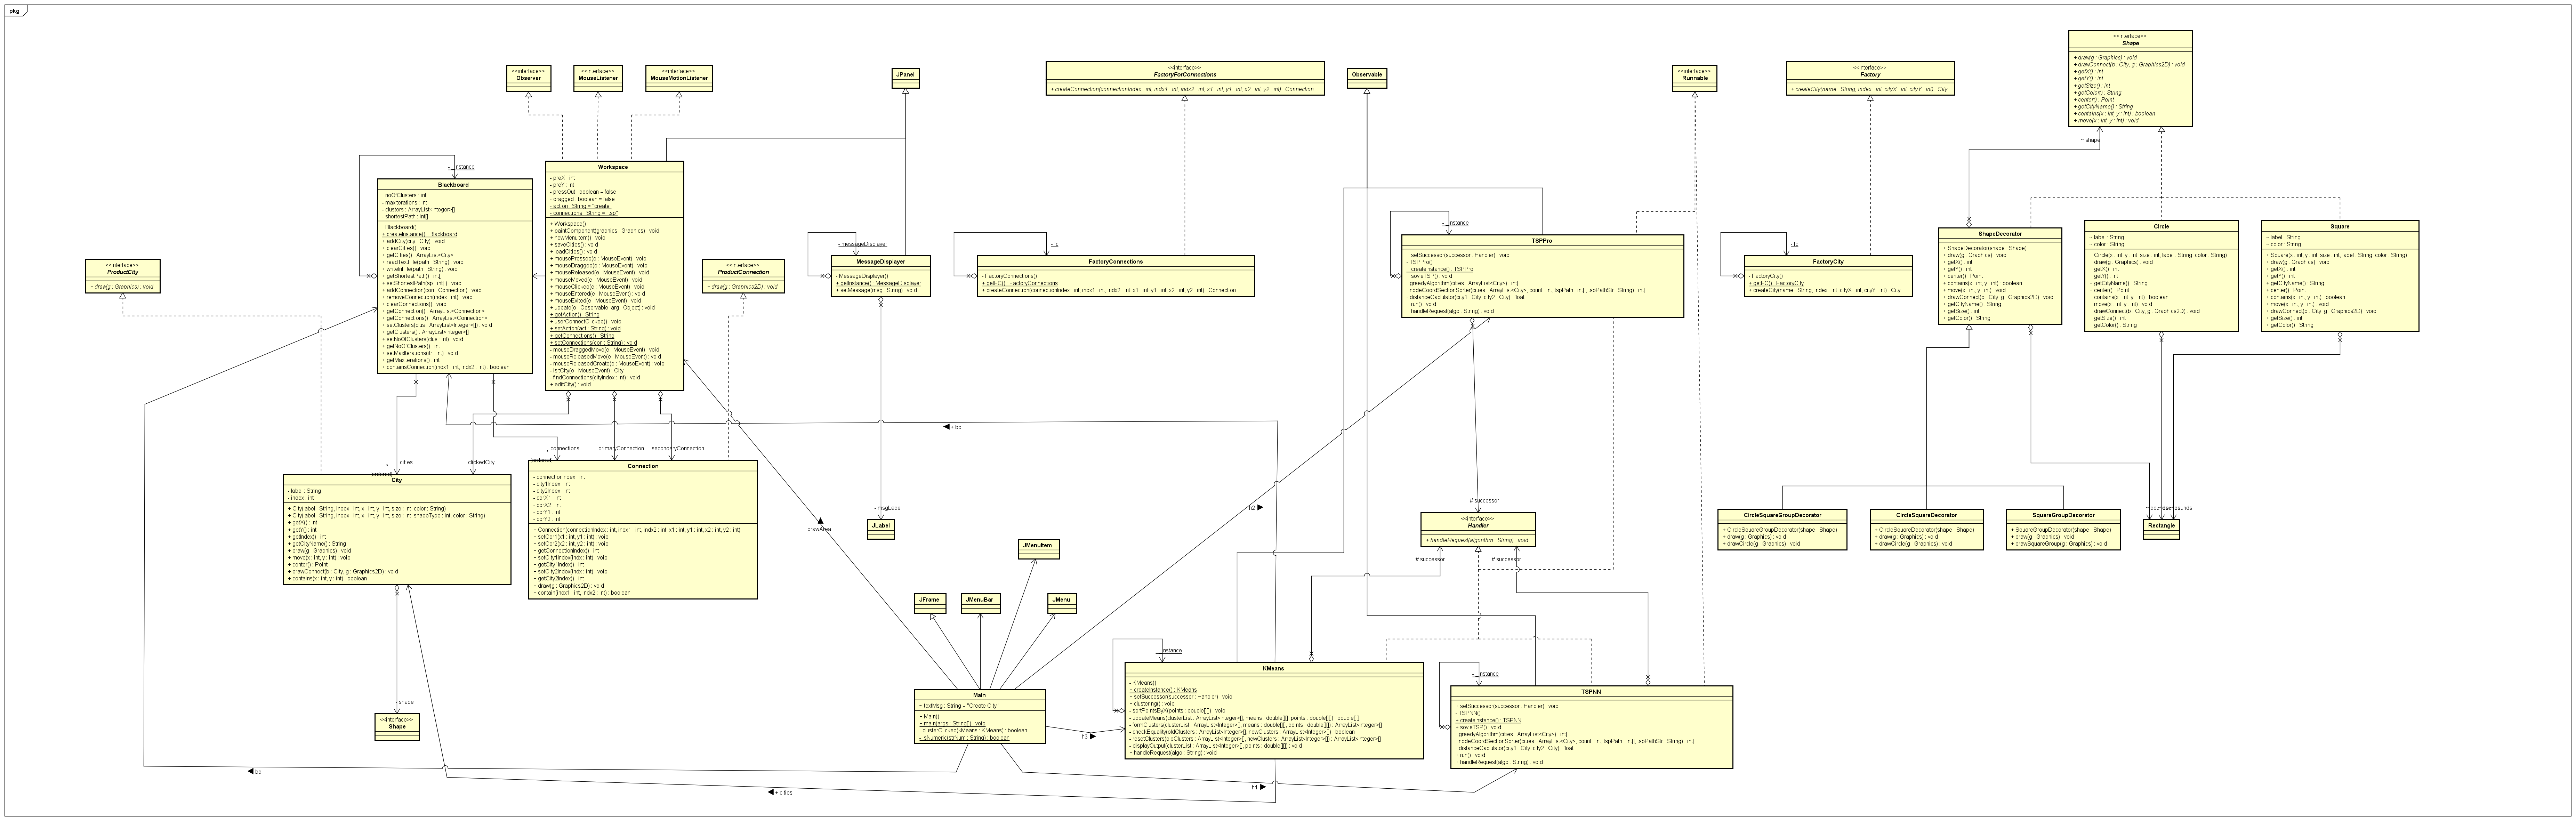 pkg
<<interface>>
Shape
+ draw(g : Graphics) : void
+ drawConnect(b : City, g : Graphics2D) : void
+ getX() : int
+ getY() : int
+ getSize() : int
+ getColor() : String
+ center() : Point
+ getCityName() : String
+ contains(x : int, y : int) : boolean
+ move(x : int, y : int) : void
~ shape
<<interface>>
Observer
<<interface>>
MouseListener
<<interface>>
MouseMotionListener
JPanel
<<interface>>
FactoryForConnections
+ createConnection(connectionIndex : int, indx1 : int, indx2 : int, x1 : int, y1 : int, x2 : int, y2 : int) : Connection
Observable
<<interface>>
Runnable
<<interface>>
Factory
+ createCity(name : String, index : int, cityX : int, cityY : int) : City
- _instance
Blackboard
- noOfClusters : int
- maxIterations : int
- clusters : ArrayList<Integer>[]
- shortestPath : int[]
- Blackboard()
+ createInstance() : Blackboard
+ addCity(city : City) : void
+ clearCities() : void
+ getCities() : ArrayList<City>
+ readTextFile(path : String) : void
+ writeInFile(path : String) : void
+ getShortestPath() : int[]
+ setShortestPath(sp : int[]) : void
+ addConnection(con : Connection) : void
+ removeConnection(index : int) : void
+ clearConnections() : void
+ getConnection() : ArrayList<Connection>
+ getConnections() : ArrayList<Connection>
+ setClusters(clus : ArrayList<Integer>[]) : void
+ getClusters() : ArrayList<Integer>[]
+ setNoOfClusters(clus : int) : void
+ getNoOfClusters() : int
+ setMaxIterations(itr : int) : void
+ getMaxIterations() : int
+ containsConnection(indx1 : int, indx2 : int) : boolean
Workspace
- preX : int
- preY : int
- pressOut : boolean = false
- dragged : boolean = false
- action : String = "create"
- connections : String = "tsp"
+ Workspace()
+ paintComponent(graphics : Graphics) : void
+ newMenuItem() : void
+ saveCities() : void
+ loadCities() : void
+ mousePressed(e : MouseEvent) : void
+ mouseDragged(e : MouseEvent) : void
+ mouseReleased(e : MouseEvent) : void
+ mouseMoved(e : MouseEvent) : void
+ mouseClicked(e : MouseEvent) : void
+ mouseEntered(e : MouseEvent) : void
+ mouseExited(e : MouseEvent) : void
+ update(o : Observable, arg : Object) : void
+ getAction() : String
+ userConnectClicked() : void
+ setAction(act : String) : void
+ getConnections() : String
+ setConnections(con : String) : void
- mouseDraggedMove(e : MouseEvent) : void
- mouseReleasedMove(e : MouseEvent) : void
- mouseReleasedCreate(e : MouseEvent) : void
- isItCity(e : MouseEvent) : City
- findConnections(cityIndex : int) : void
+ editCity() : void
<<interface>>
ProductCity
+ draw(g : Graphics) : void
<<interface>>
ProductConnection
+ draw(g : Graphics2D) : void
- messageDisplayer
MessageDisplayer
- MessageDisplayer()
+ getInstance() : MessageDisplayer
+ setMessage(msg : String) : void
- fc
FactoryConnections
- FactoryConnections()
+ getFC() : FactoryConnections
+ createConnection(connectionIndex : int, indx1 : int, indx2 : int, x1 : int, y1 : int, x2 : int, y2 : int) : Connection
- _instance
TSPPro
+ setSuccessor(successor : Handler) : void
- TSPPro()
+ createInstance() : TSPPro
+ sovleTSP() : void
- greedyAlgorithm(cities : ArrayList<City>) : int[]
- nodeCoordSectionSorter(cities : ArrayList<City>, count : int, tspPath : int[], tspPathStr : String) : int[]
- distanceCaclulator(city1 : City, city2 : City) : float
+ run() : void
+ handleRequest(algo : String) : void
- fc
FactoryCity
- FactoryCity()
+ getFC() : FactoryCity
+ createCity(name : String, index : int, cityX : int, cityY : int) : City
ShapeDecorator
+ ShapeDecorator(shape : Shape)
+ draw(g : Graphics) : void
+ getX() : int
+ getY() : int
+ center() : Point
+ contains(x : int, y : int) : boolean
+ move(x : int, y : int) : void
+ drawConnect(b : City, g : Graphics2D) : void
+ getCityName() : String
+ getSize() : int
+ getColor() : String
Circle
~ label : String
~ color : String
+ Circle(x : int, y : int, size : int, label : String, color : String)
+ draw(g : Graphics) : void
+ getX() : int
+ getY() : int
+ getCityName() : String
+ center() : Point
+ contains(x : int, y : int) : boolean
+ move(x : int, y : int) : void
+ drawConnect(b : City, g : Graphics2D) : void
+ getSize() : int
+ getColor() : String
Square
~ label : String
~ color : String
+ Square(x : int, y : int, size : int, label : String, color : String)
+ draw(g : Graphics) : void
+ getX() : int
+ getY() : int
+ getCityName() : String
+ center() : Point
+ contains(x : int, y : int) : boolean
+ move(x : int, y : int) : void
+ drawConnect(b : City, g : Graphics2D) : void
+ getSize() : int
+ getColor() : String
+ bb
- cities
*
{ordered}
- clickedCity
- connections
*
{ordered}
- primaryConnection
- secondaryConnection
City
- label : String
- index : int
+ City(label : String, index : int, x : int, y : int, size : int, color : String)
+ City(label : String, index : int, x : int, y : int, size : int, shapeType : int, color : String)
+ getX() : int
+ getY() : int
+ getIndex() : int
+ getCityName() : String
+ draw(g : Graphics) : void
+ move(x : int, y : int) : void
+ center() : Point
+ drawConnect(b : City, g : Graphics2D) : void
+ contains(x : int, y : int) : boolean
Connection
- connectionIndex : int
- city1Index : int
- city2Index : int
- corX1 : int
- corX2 : int
- corY1 : int
- corY2 : int
+ Connection(connectionIndex : int, indx1 : int, indx2 : int, x1 : int, y1 : int, x2 : int, y2 : int)
+ setCor1(x1 : int, y1 : int) : void
+ setCor2(x2 : int, y2 : int) : void
+ getConnectionIndex() : int
+ getCity1Index() : int
+ setCity1Index(indx : int) : void
+ setCity2Index(indx : int) : void
+ getCity2Index() : int
+ draw(g : Graphics2D) : void
+ contain(indx1 : int, indx2 : int) : boolean
drawArea
- msgLabel
JLabel
h2
# successor
<<interface>>
Handler
+ handleRequest(algorithm : String) : void
# successor
# successor
CircleSquareGroupDecorator
+ CircleSquareGroupDecorator(shape : Shape)
+ draw(g : Graphics) : void
+ drawCircle(g : Graphics) : void
CircleSquareDecorator
+ CircleSquareDecorator(shape : Shape)
+ draw(g : Graphics) : void
+ drawCircle(g : Graphics) : void
SquareGroupDecorator
+ SquareGroupDecorator(shape : Shape)
+ draw(g : Graphics) : void
+ drawSquareGroup(g : Graphics) : void
Rectangle
JMenuItem
JFrame
JMenuBar
JMenu
- shape
<<interface>>
Shape
Main
~ textMsg : String = "Create City"
+ Main()
+ main(args : String[]) : void
- clusterClicked(kMeans : KMeans) : boolean
- isNumeric(strNum : String) : boolean
h3
- _instance
KMeans
- KMeans()
+ createInstance() : KMeans
+ setSuccessor(successor : Handler) : void
+ clustering() : void
- sortPointsByX(points : double[][]) : void
- updateMeans(clusterList : ArrayList<Integer>[], means : double[][], points : double[][]) : double[][]
- formClusters(clusterList : ArrayList<Integer>[], means : double[][], points : double[][]) : ArrayList<Integer>[]
- checkEquality(oldClusters : ArrayList<Integer>[], newClusters : ArrayList<Integer>[]) : boolean
- resetClusters(oldClusters : ArrayList<Integer>[], newClusters : ArrayList<Integer>[]) : ArrayList<Integer>[]
- displayOutput(clusterList : ArrayList<Integer>[], points : double[][]) : void
+ handleRequest(algo : String) : void
- _instance
TSPNN
+ setSuccessor(successor : Handler) : void
- TSPNN()
+ createInstance() : TSPNN
+ sovleTSP() : void
- greedyAlgorithm(cities : ArrayList<City>) : int[]
- nodeCoordSectionSorter(cities : ArrayList<City>, count : int, tspPath : int[], tspPathStr : String) : int[]
- distanceCaclulator(city1 : City, city2 : City) : float
+ run() : void
+ handleRequest(algo : String) : void
bb
+ cities
h1